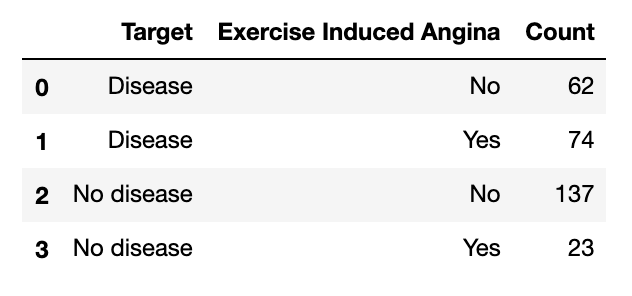 Target Exercise Induced Angina Count
0 Disease No 62
1 Disease Yes 74
2 No disease No 137
3 No disease Yes 23